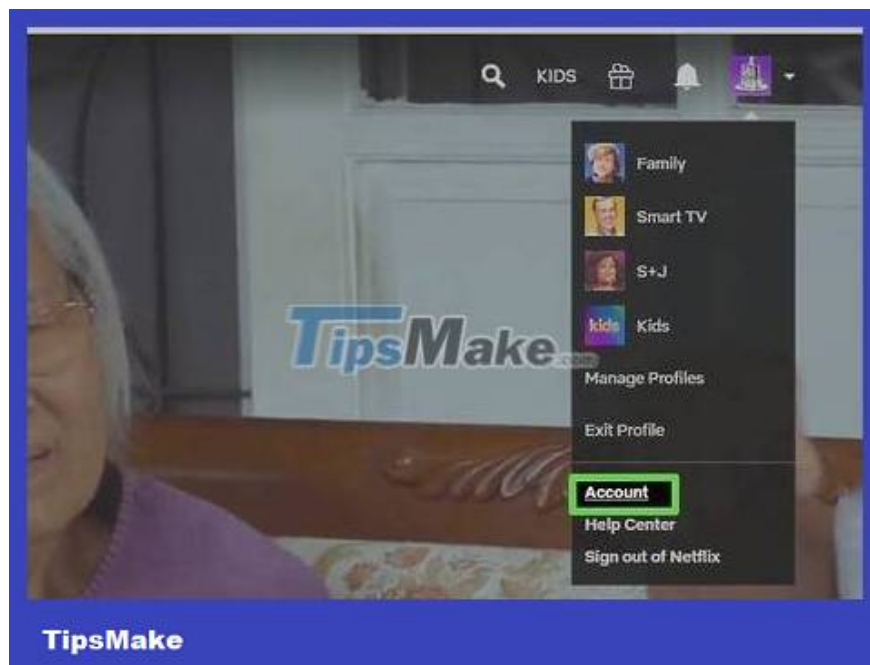 KIDS
Family
Smart TV
S+J
kids Kids
TipsMake.com
Manage Profiles
Exit Profile
Account
Help Center
Sign out of Netflix
TipsMake